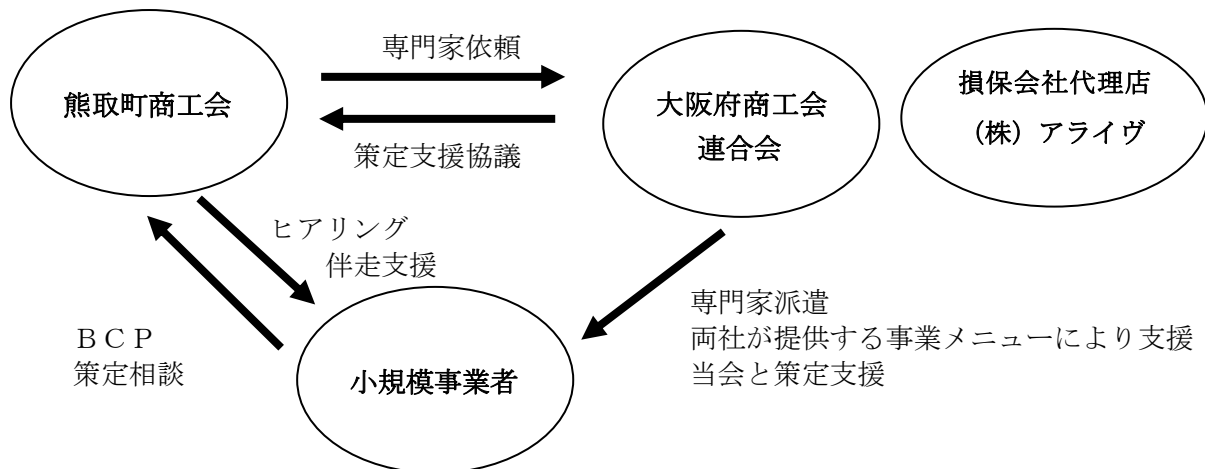 専門家依頼
熊取町商工会
大阪府商工会
連合会
損保会社代理店
（株）アライヴ
策定支援協議
ヒアリング
伴走支援
ＢＣＰ
策定相談
小規模事業者
専門家派遣
両社が提供する事業メニューにより支援
当会と策定支援